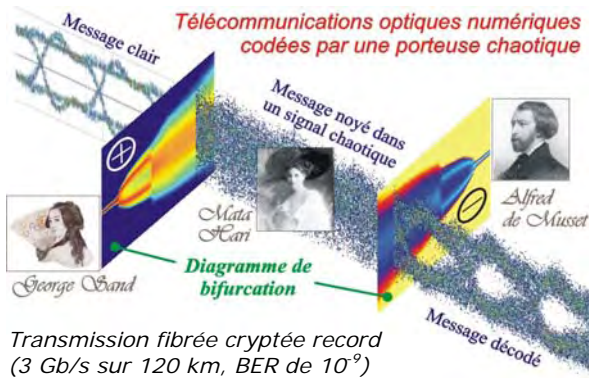 Télécommunications optiques numériques
codées par une porteuse chaotique
Message clair
Message noyé dans
un signal chaotique
+
George Sand
Mata
Hari
Alfred
de Musset
Diagramme de
bifurcation
Message décodé
Transmission fibrée cryptée record
(3 Gb/s sur 120 km, BER de 10⁻⁹)